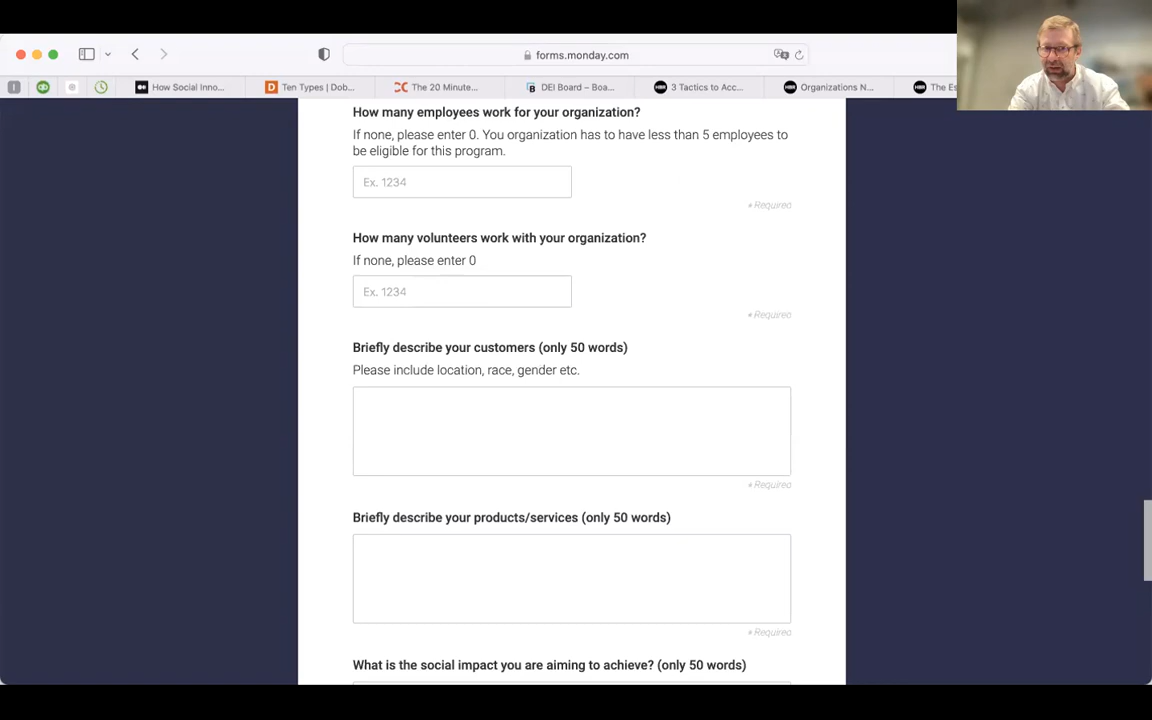 forms.monday.com
How Social Inno...
Ten Types | Dob...
The 20 Minute...
DEI Board – Boa...
HBR
3 Tactics to Acc...
HBR
Organizations N...
HBR
The Es
How many employees work for your organization?
If none, please enter 0. You organization has to have less than 5 employees to
be eligible for this program.
Ex. 1234
* Required
How many volunteers work with your organization?
If none, please enter 0
Ex. 1234
* Required
Briefly describe your customers (only 50 words)
Please include location, race, gender etc.
* Required
Briefly describe your products/services (only 50 words)
* Required
What is the social impact you are aiming to achieve? (only 50 words)